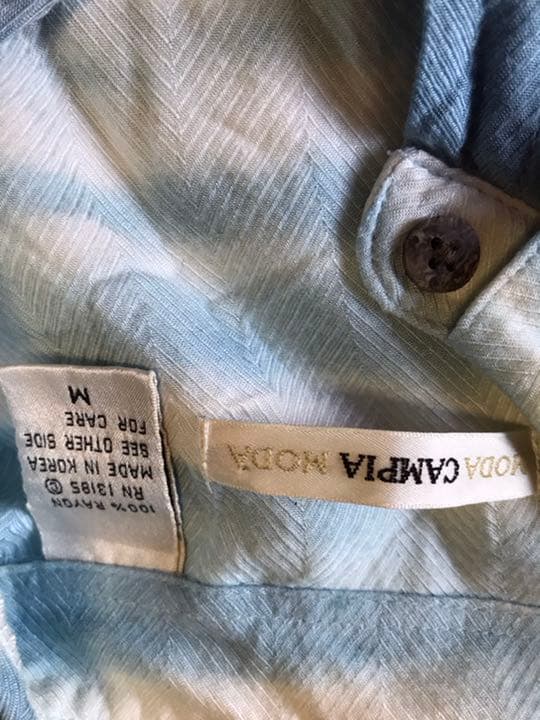 MODA CAMPIA MODA
100% RAYON
RN 13185 ©
MADE IN KOREA
SEE OTHER SIDE
FOR CARE
M